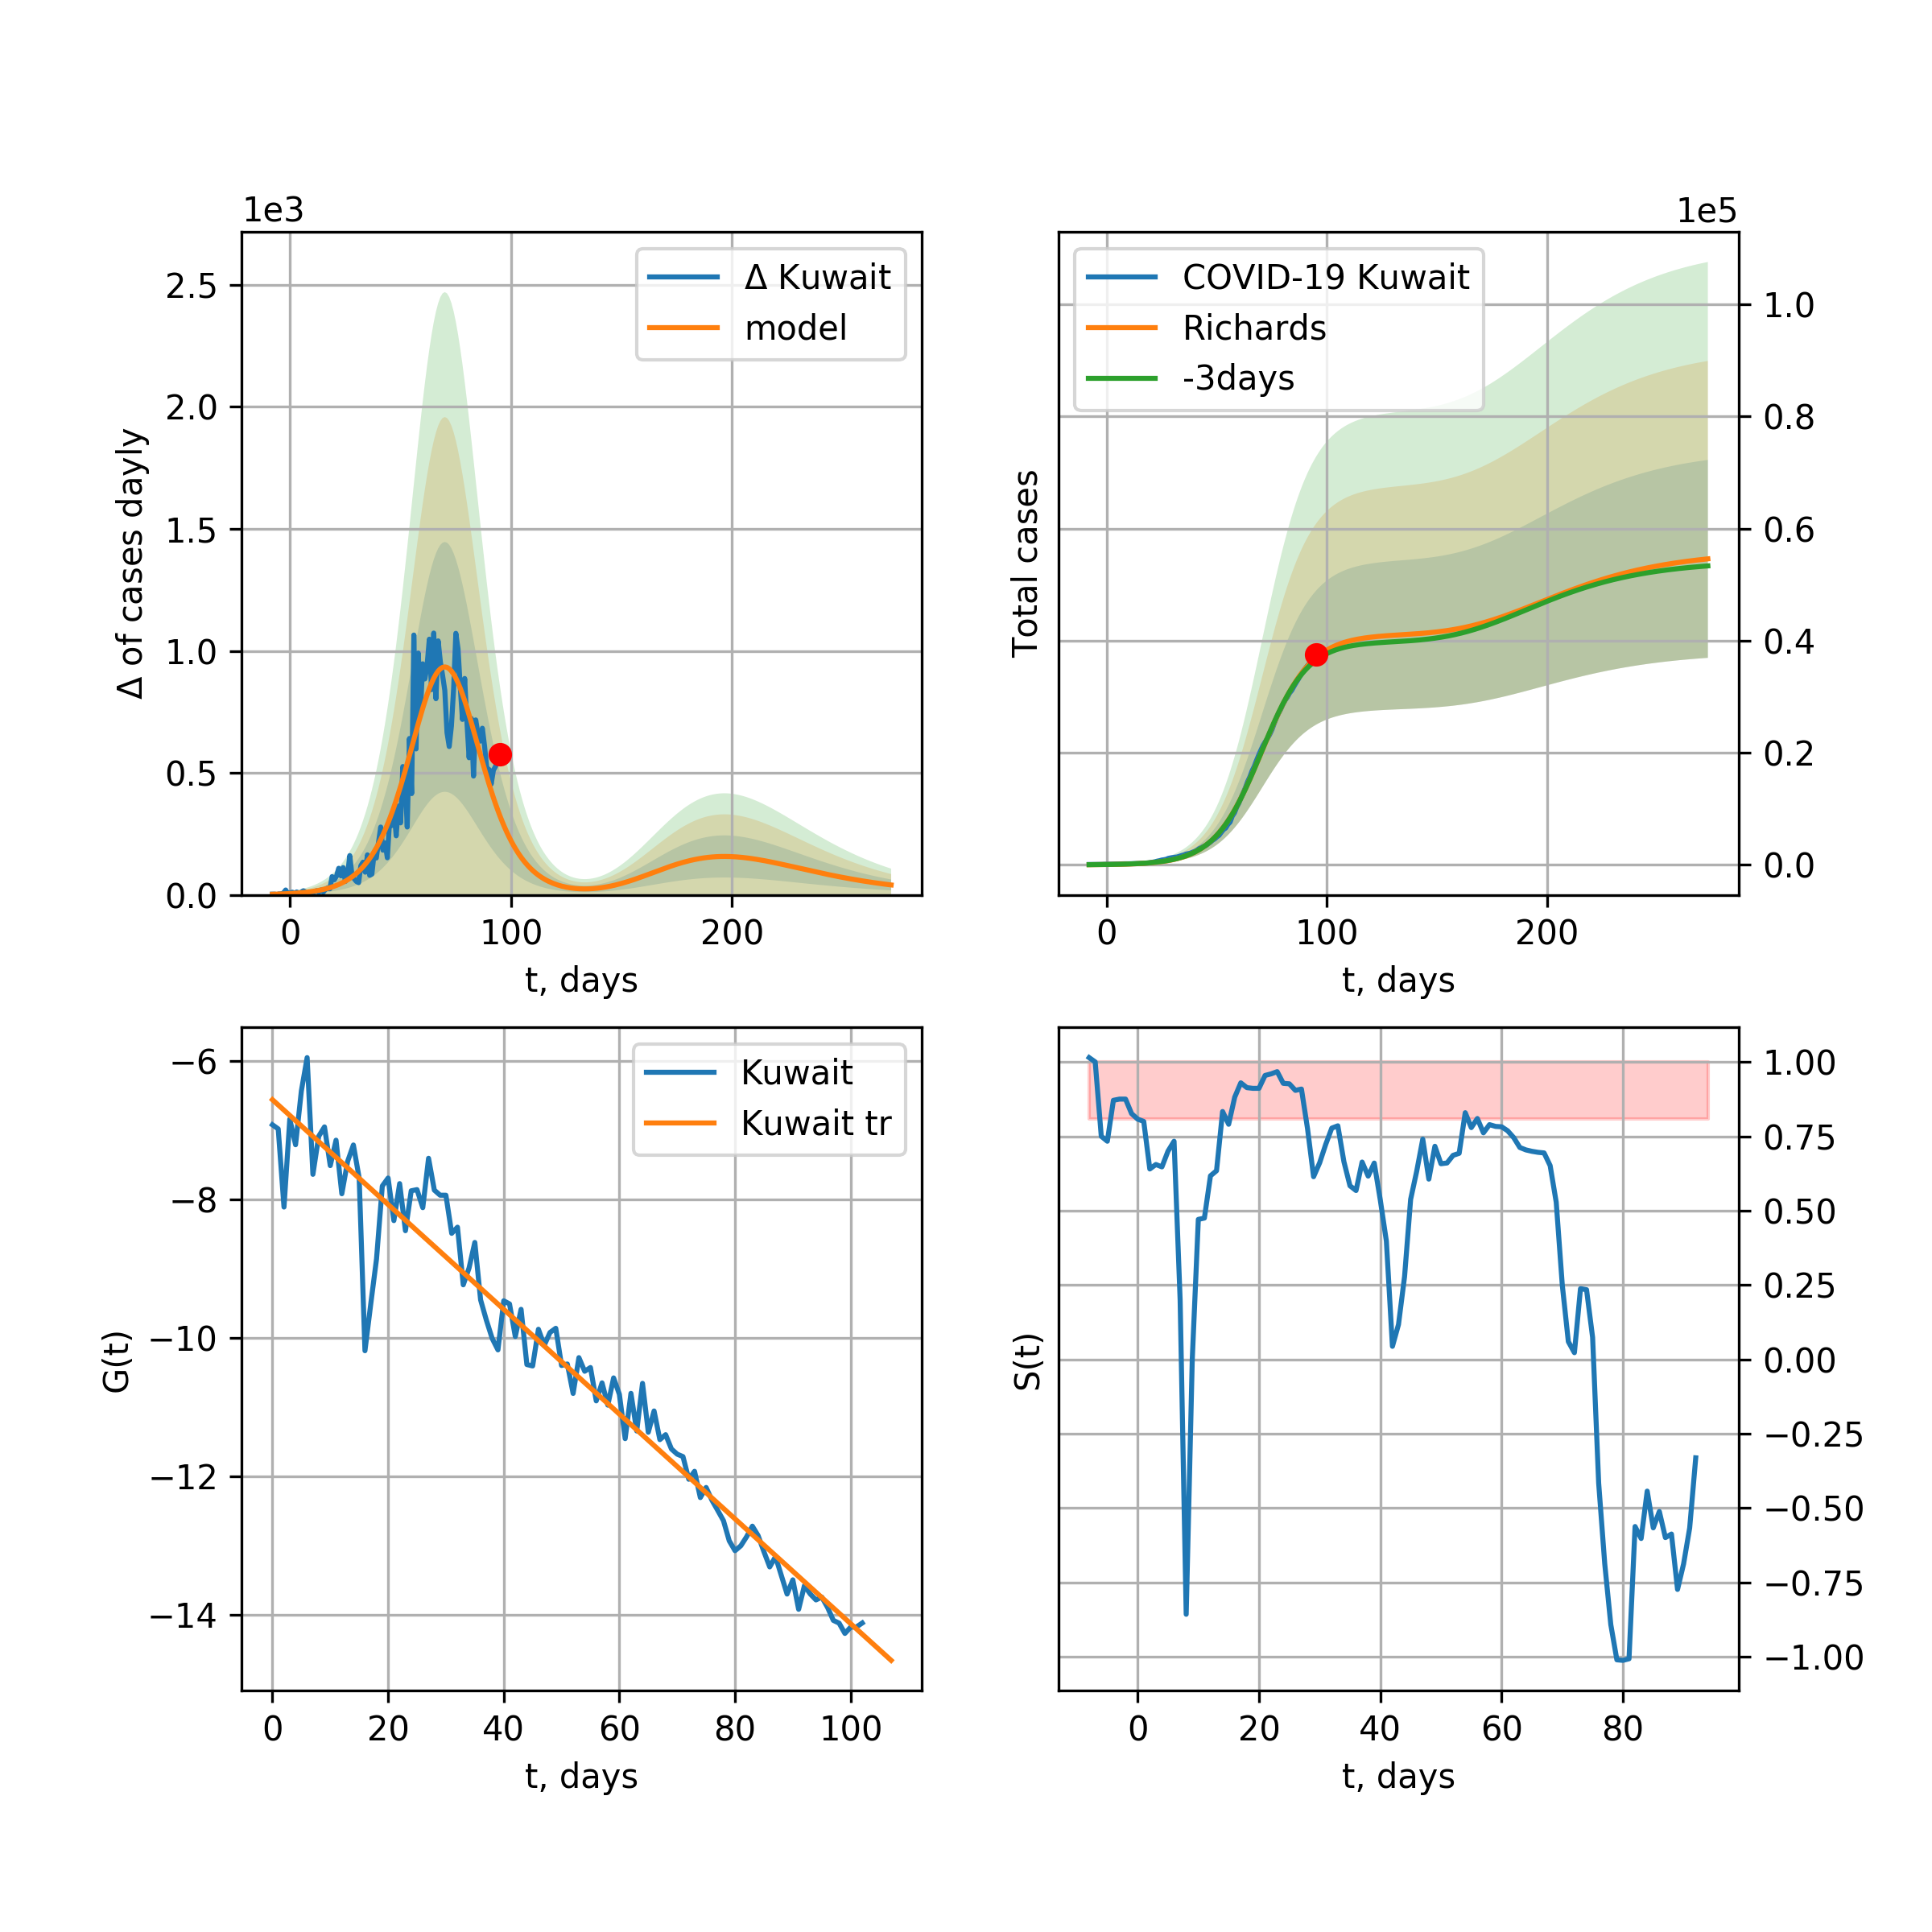 1e3
Δ Kuwait
model
2.5
2.0
1.5
1.0
0.5
0.0
Δ of cases dayly
0 100 200
t, days
1e5
COVID-19 Kuwait
Richards
-3days
1.0
0.8
0.6
0.4
0.2
0.0
Total cases
0 100 200
t, days
Kuwait
Kuwait tr
−6
−8
−10
−12
−14
G(t)
0 20 40 60 80 100
t, days
1.00
0.75
0.50
0.25
0.00
−0.25
−0.50
−0.75
−1.00
S(t)
0 20 40 60 80
t, days